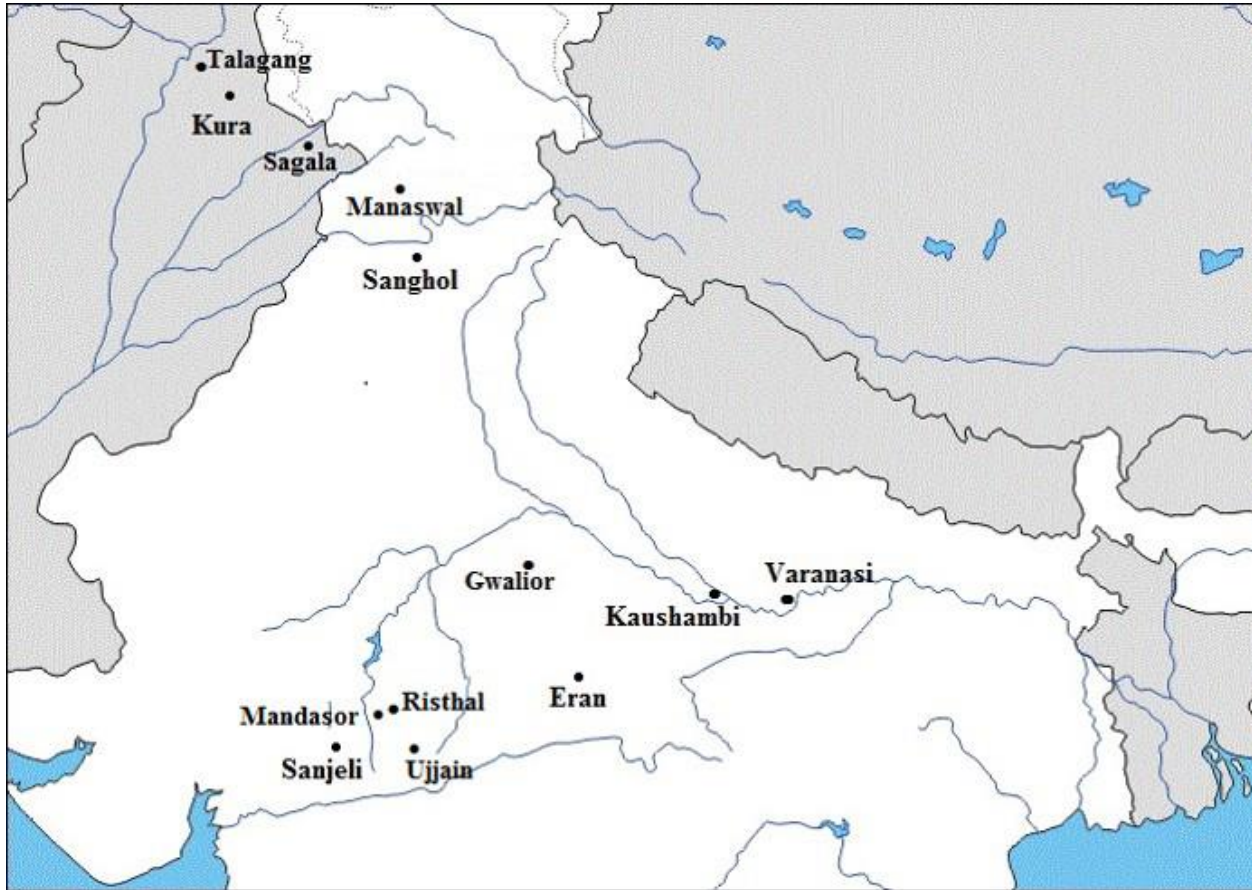 Talagang
Kura
Sagala
Manaswal
Sanghol
Gwalior
Varanasi
Kaushambi
Eran
Risthal
Mandasor
Sanjeli
Ujjain